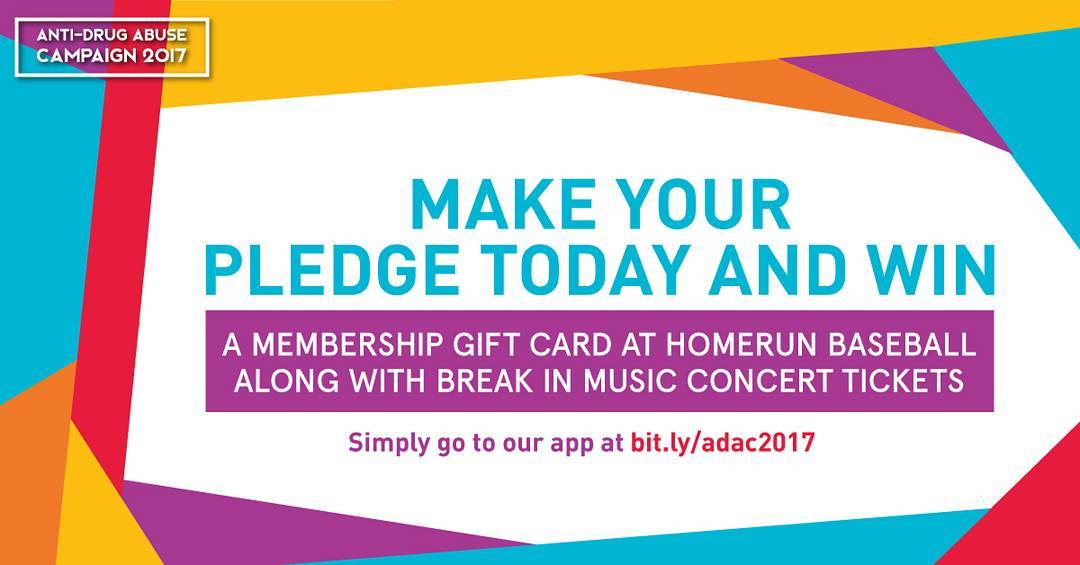 ANTI-DRUG ABUSE
CAMPAIGN 2017
MAKE YOUR
PLEDGE TODAY AND WIN
A MEMBERSHIP GIFT CARD AT HOMERUN BASEBALL
ALONG WITH BREAK IN MUSIC CONCERT TICKETS
Simply go to our app at bit.ly/adac2017